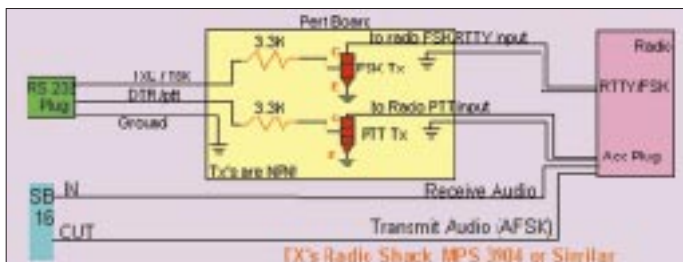 Perf Board
3.3K
to radio FSK/RTTY input
Radio
FSK Tx
RS 232
Plug
DTR/ptt
RTTY/FSK
3.3K
to Radio PTT input
Ground
PTT Tx
Tx's are NPN!
Acc Plug
SB
16
IN
Receive Audio
OUT
Transmit Audio (AFSK)
TX's Radio Shack MPS 3904 or Similar